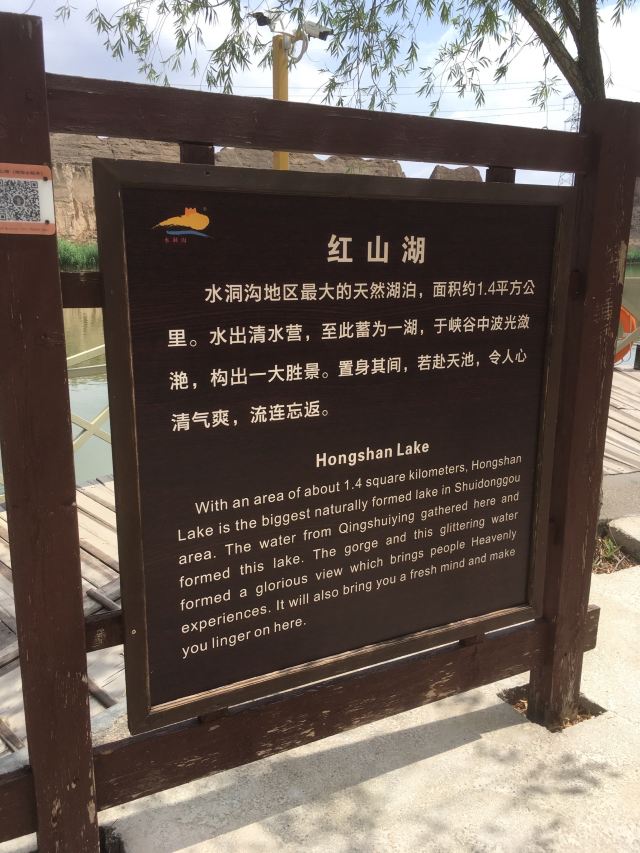 水洞沟
红山湖
水洞沟地区最大的天然湖泊，面积约1.4平方公
里。水出清水营，至此蓄为一湖，于峡谷中波光潋
滟，构出一大胜景。置身其间，若赴天池，令人心
清气爽，流连忘返。
Hongshan Lake
With an area of about 1.4 square kilometers, Hongshan
Lake is the biggest naturally formed lake in Shuidonggou
area. The water from Qingshuiying gathered here and
formed this lake. The gorge and this glittering water
formed a glorious view which brings people Heavenly
experiences. It will also bring you a fresh mind and make
you linger on here.